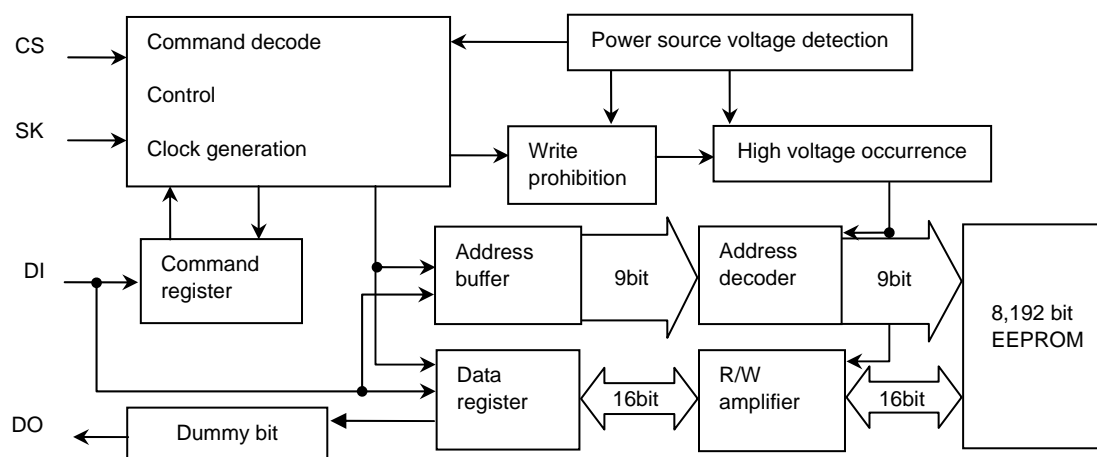 CS
Command decode
Power source voltage detection
Control
SK
Clock generation
Write
prohibition
High voltage occurrence
DI
Command
register
Address
buffer
9bit
Address
decoder
9bit
8,192 bit
EEPROM
Data
register
16bit
R/W
amplifier
16bit
DO
Dummy bit